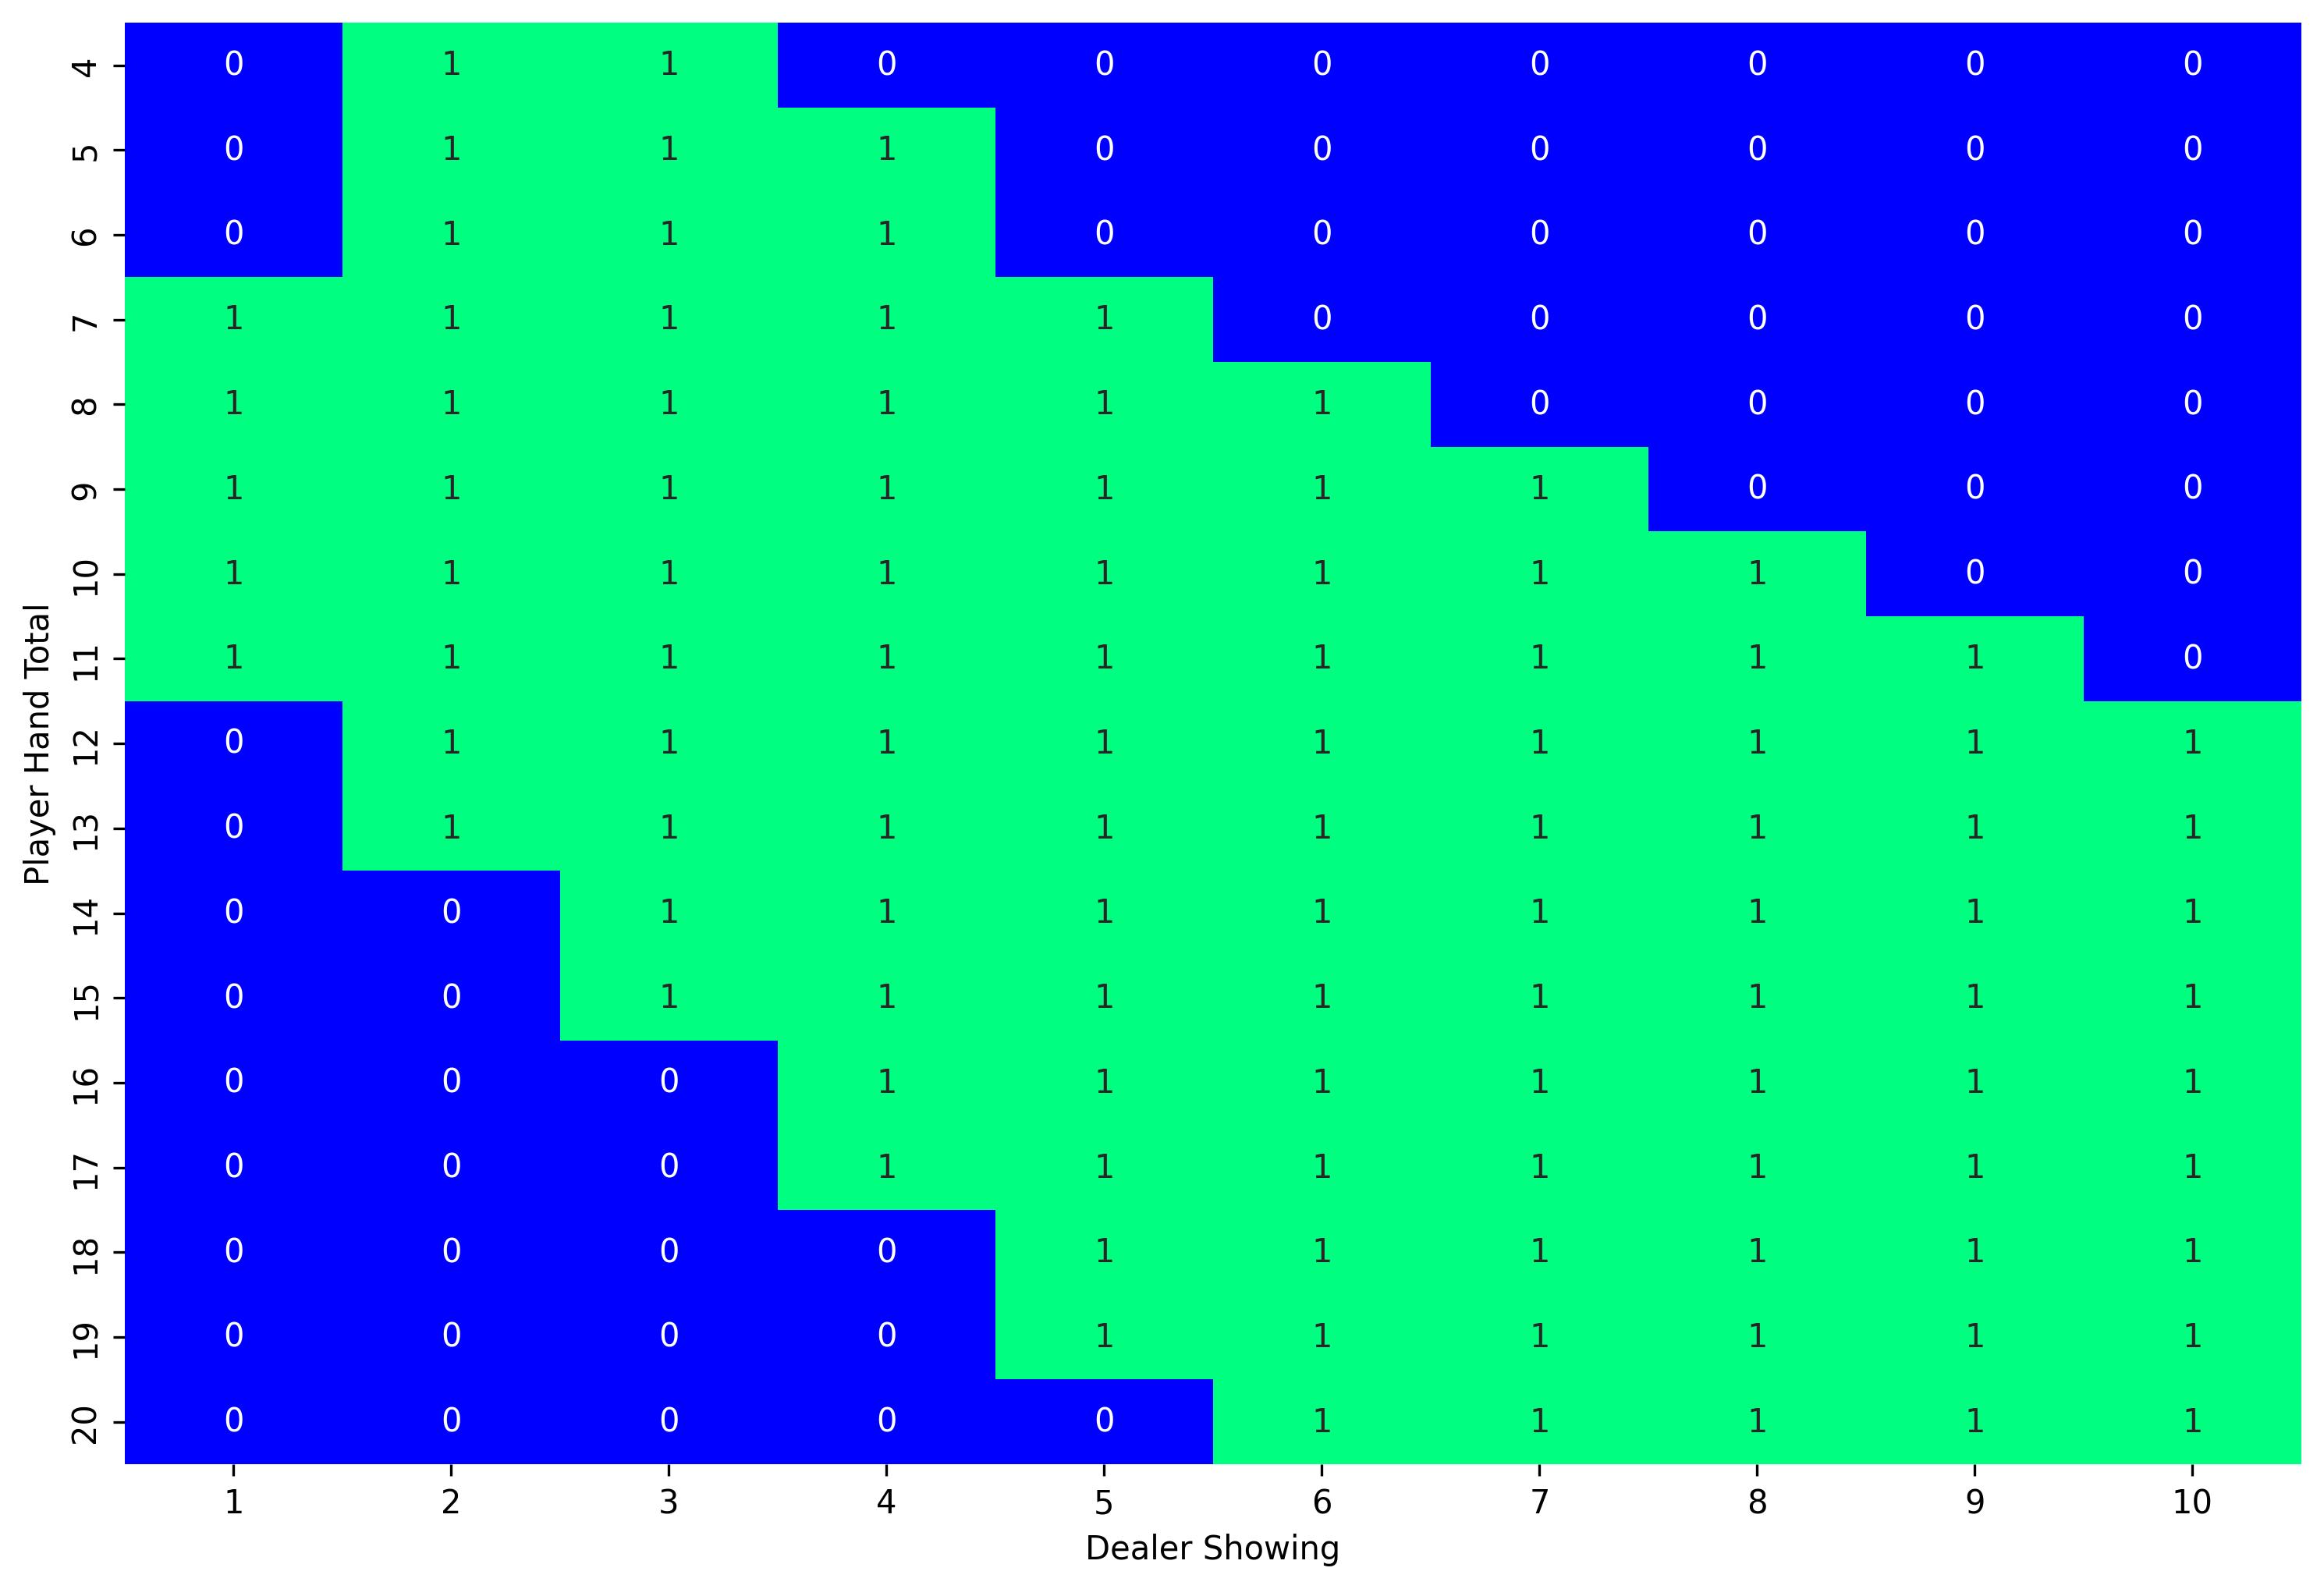 Player Hand Total
4 0 1 1 0 0 0 0 0 0 0
5 0 1 1 1 0 0 0 0 0 0
6 0 1 1 1 0 0 0 0 0 0
7 1 1 1 1 1 0 0 0 0 0
8 1 1 1 1 1 1 0 0 0 0
9 1 1 1 1 1 1 1 0 0 0
10 1 1 1 1 1 1 1 1 0 0
11 1 1 1 1 1 1 1 1 1 0
12 0 1 1 1 1 1 1 1 1 1
13 0 1 1 1 1 1 1 1 1 1
14 0 0 1 1 1 1 1 1 1 1
15 0 0 1 1 1 1 1 1 1 1
16 0 0 0 1 1 1 1 1 1 1
17 0 0 0 1 1 1 1 1 1 1
18 0 0 0 0 1 1 1 1 1 1
19 0 0 0 0 1 1 1 1 1 1
20 0 0 0 0 0 1 1 1 1 1
1 2 3 4 5 6 7 8 9 10
Dealer Showing